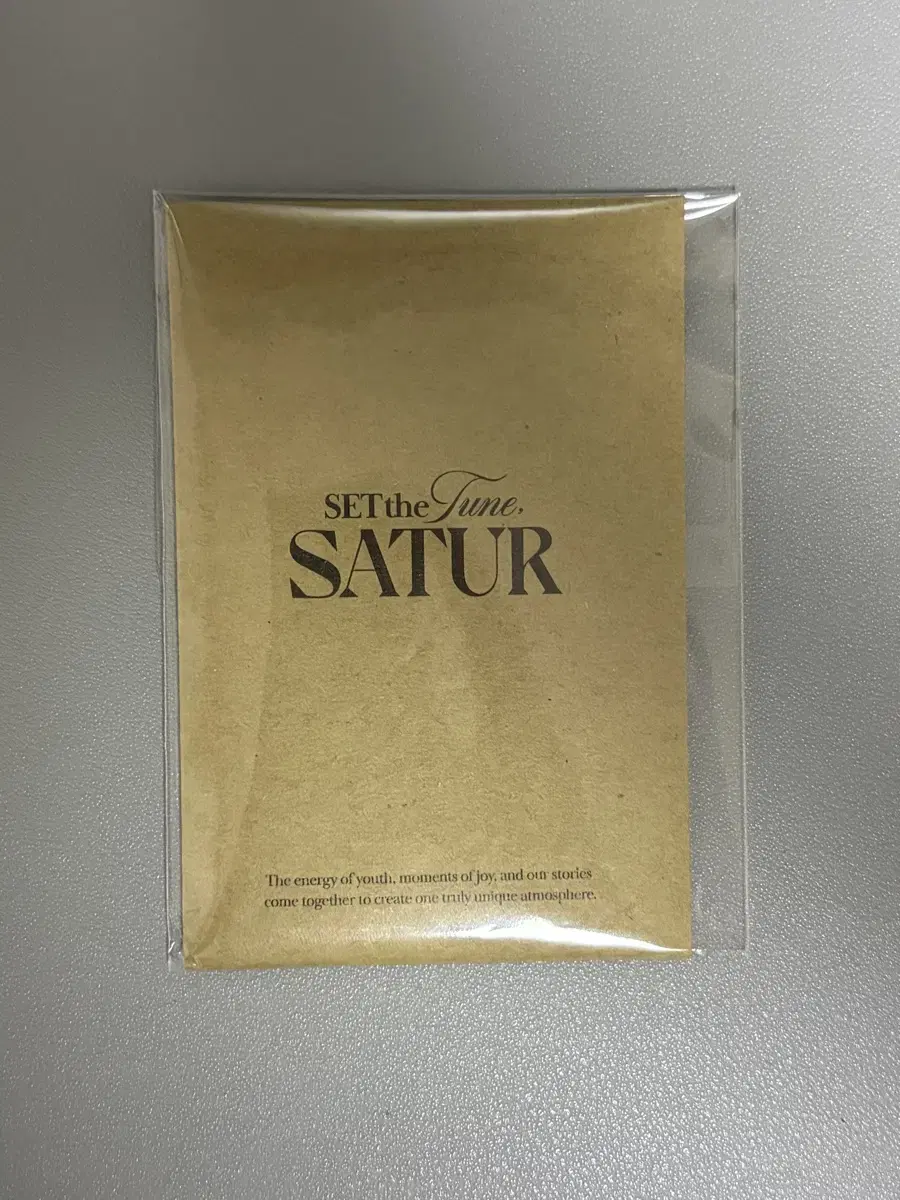 SET the Tune,
SATUR
The energy of youth, moments of joy, and our stories
come together to create one truly unique atmosphere.